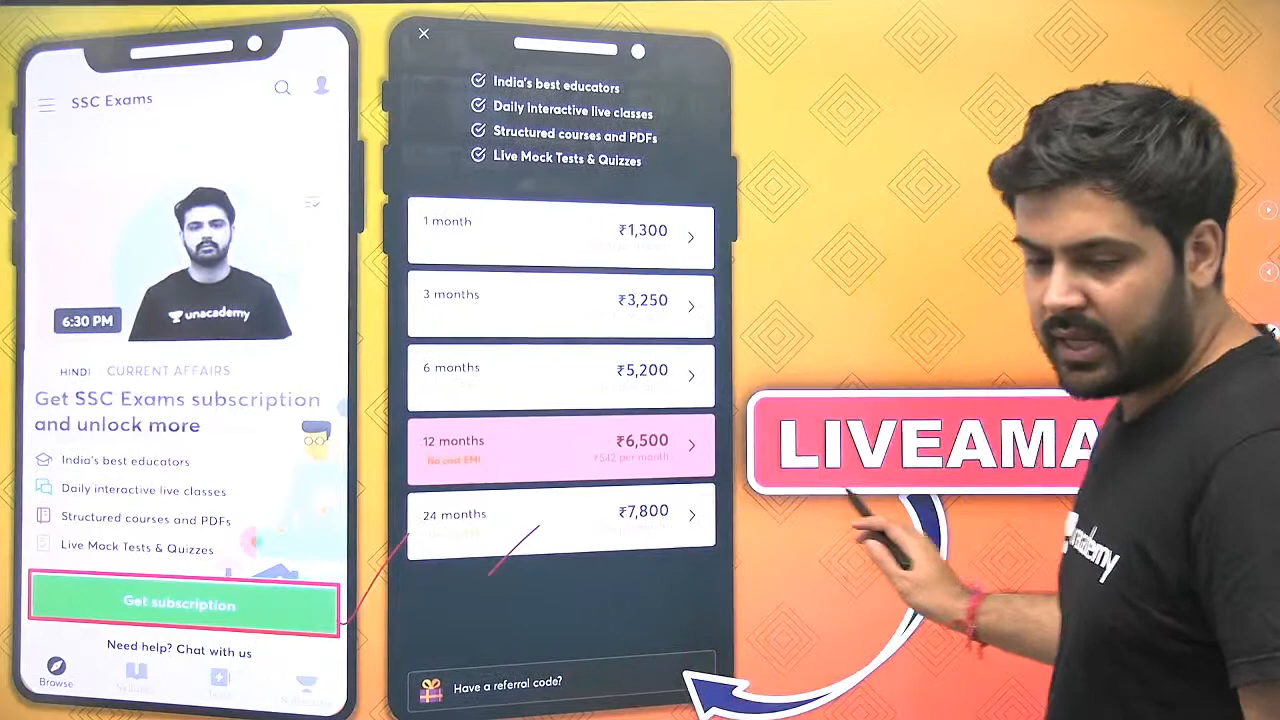 SSC Exams
unacademy
6:30 PM
HINDI CURRENT AFFAIRS
Get SSC Exams subscription
and unlock more
India's best educators
Daily interactive live classes
Structured courses and PDFs
Live Mock Tests & Quizzes
Get subscription
Need help? Chat with us
Browse
India's best educators
Daily interactive live classes
Structured courses and PDFs
Live Mock Tests & Quizzes
1 month ₹1,300
3 months ₹3,250
6 months ₹5,200
12 months ₹6,500
No cost EMI ₹542 per month
24 months ₹7,800
Have a referral code?
LIVEAMA
unacademy